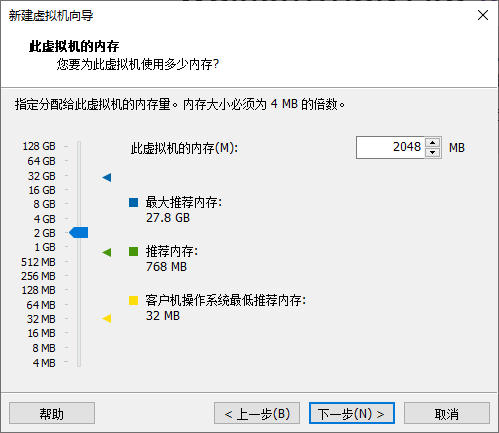 新建虚拟机向导
此虚拟机的内存
您要为此虚拟机使用多少内存?
指定分配给此虚拟机的内存量。内存大小必须为 4 MB 的倍数。
此虚拟机的内存(M):
2048
MB
128 GB
64 GB
32 GB
16 GB
8 GB
4 GB
2 GB
1 GB
512 MB
256 MB
128 MB
64 MB
32 MB
16 MB
8 MB
4 MB
最大推荐内存:
27.8 GB
推荐内存:
768 MB
客户机操作系统最低推荐内存:
32 MB
帮助
< 上一步(B)
下一步(N) >
取消